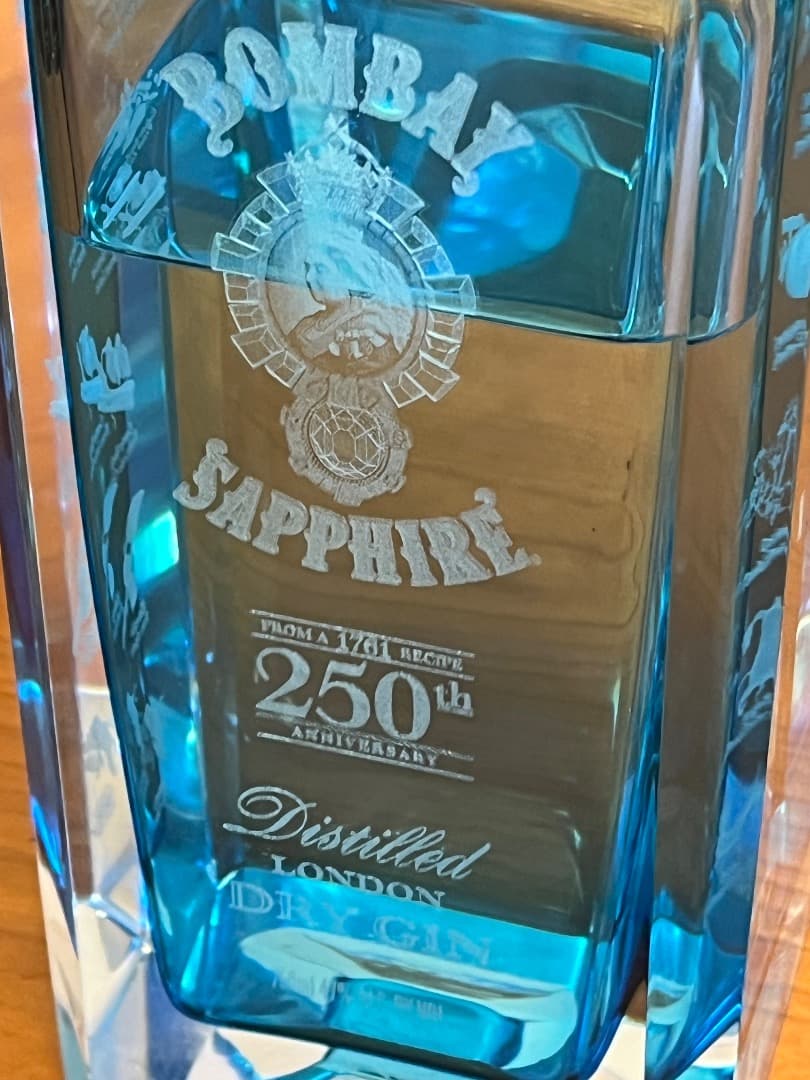 BOMBAY
SAPPHIRE
FROM A 1761 RECIPE
250th
ANNIVERSARY
Distilled
LONDON
DRY GIN